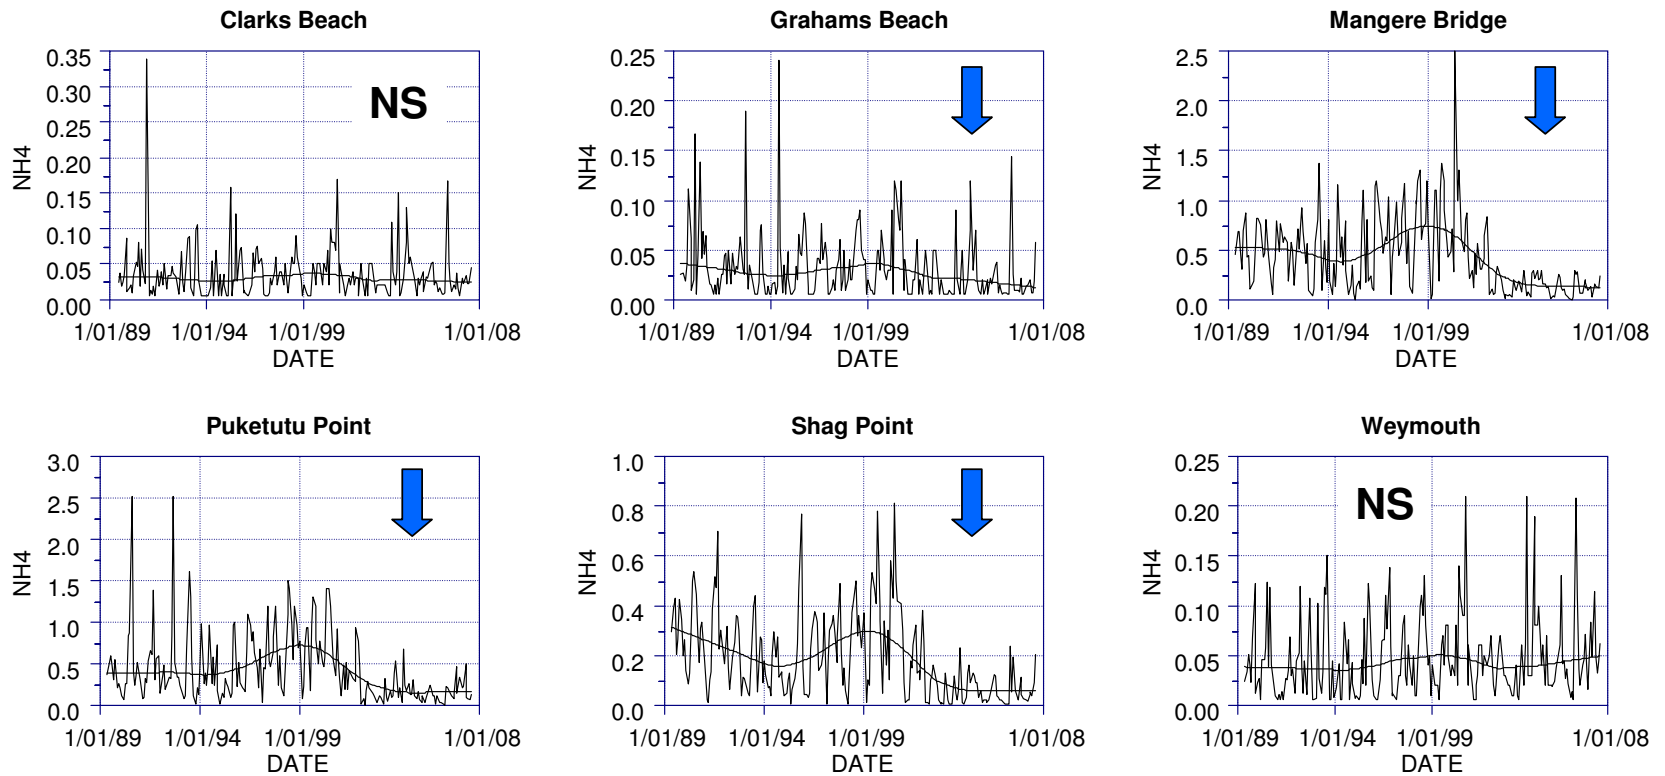 Clarks Beach
0.35
0.30
0.25
0.20
0.15
0.10
0.05
0.00
NH4
NS
1/01/89 1/01/94 1/01/99 1/01/08
DATE
Grahams Beach
0.25
0.20
0.15
0.10
0.05
0.00
NH4
1/01/89 1/01/94 1/01/99 1/01/08
DATE
Mangere Bridge
2.5
2.0
1.5
1.0
0.5
0.0
NH4
1/01/89 1/01/94 1/01/99 1/01/08
DATE
Puketutu Point
3.0
2.5
2.0
1.5
1.0
0.5
0.0
NH4
1/01/89 1/01/94 1/01/99 1/01/08
DATE
Shag Point
1.0
0.8
0.6
0.4
0.2
0.0
NH4
1/01/89 1/01/94 1/01/99 1/01/08
DATE
Weymouth
0.25
0.20
0.15
0.10
0.05
0.00
NH4
NS
1/01/89 1/01/94 1/01/99 1/01/08
DATE